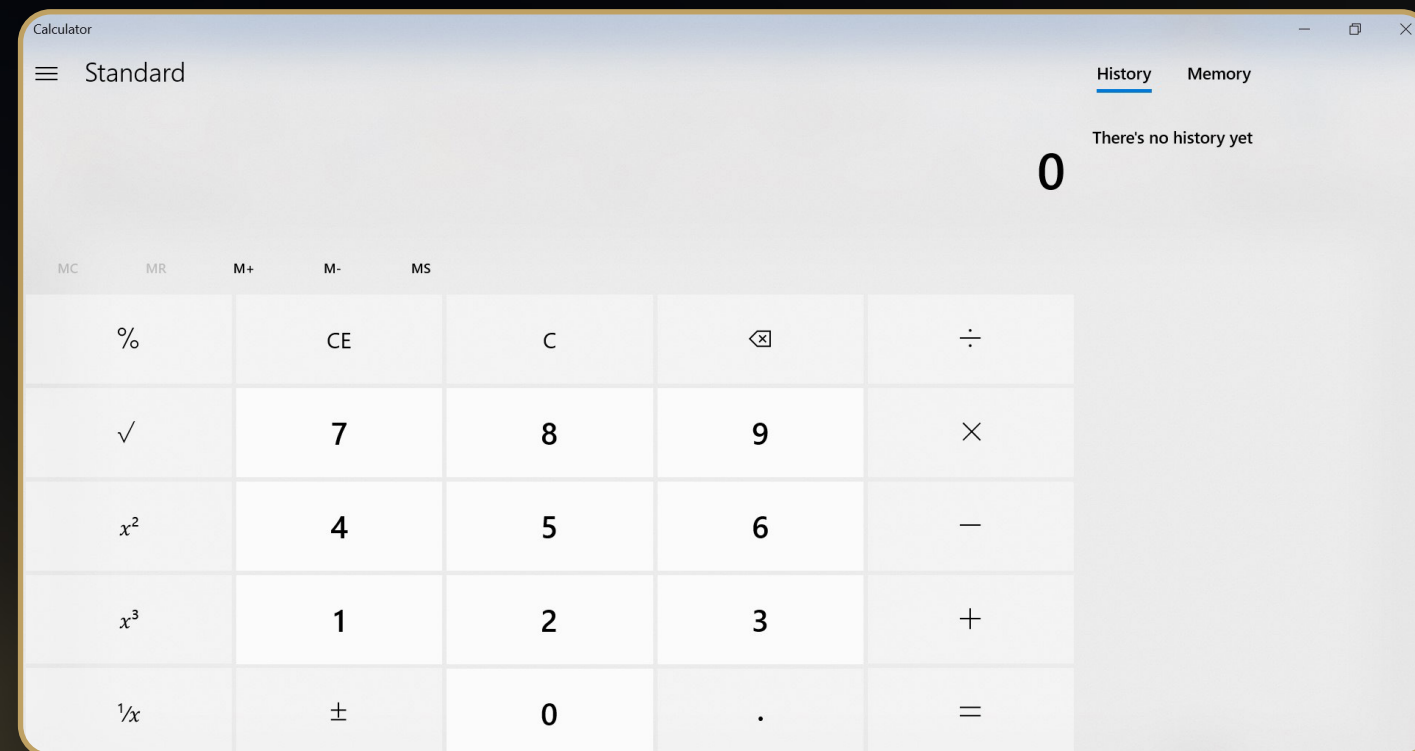 Calculator
Standard
History Memory
There's no history yet
0
MC MR M+ M- MS
% CE C ÷
√ 7 8 9 ×
x² 4 5 6 −
x³ 1 2 3 +
¹/x ± 0 . =